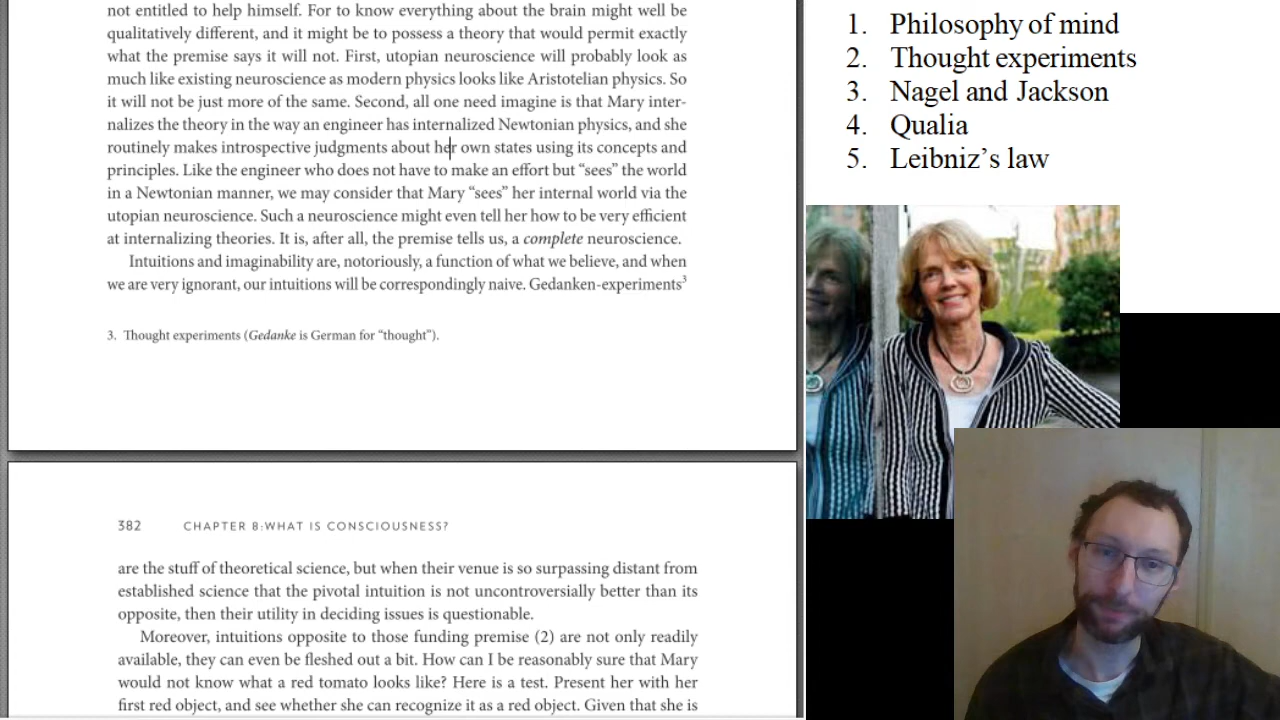 not entitled to help himself. For to know everything about the brain might well be
qualitatively different, and it might be to possess a theory that would permit exactly
what the premise says it will not. First, utopian neuroscience will probably look as
much like existing neuroscience as modern physics looks like Aristotelian physics. So
it will not be just more of the same. Second, all one need imagine is that Mary inter-
nalizes the theory in the way an engineer has internalized Newtonian physics, and she
routinely makes introspective judgments about her own states using its concepts and
principles. Like the engineer who does not have to make an effort but “sees” the world
in a Newtonian manner, we may consider that Mary “sees” her internal world via the
utopian neuroscience. Such a neuroscience might even tell her how to be very efficient
at internalizing theories. It is, after all, the premise tells us, a complete neuroscience.
Intuitions and imaginability are, notoriously, a function of what we believe, and when
we are very ignorant, our intuitions will be correspondingly naive. Gedanken-experiments³
3. Thought experiments (Gedanke is German for “thought”).
382 CHAPTER 8: WHAT IS CONSCIOUSNESS?
are the stuff of theoretical science, but when their venue is so surpassing distant from
established science that the pivotal intuition is not uncontroversially better than its
opposite, then their utility in deciding issues is questionable.
Moreover, intuitions opposite to those funding premise (2) are not only readily
available, they can even be fleshed out a bit. How can I be reasonably sure that Mary
would not know what a red tomato looks like? Here is a test. Present her with her
first red object, and see whether she can recognize it as a red object. Given that she is
1. Philosophy of mind
2. Thought experiments
3. Nagel and Jackson
4. Qualia
5. Leibniz’s law